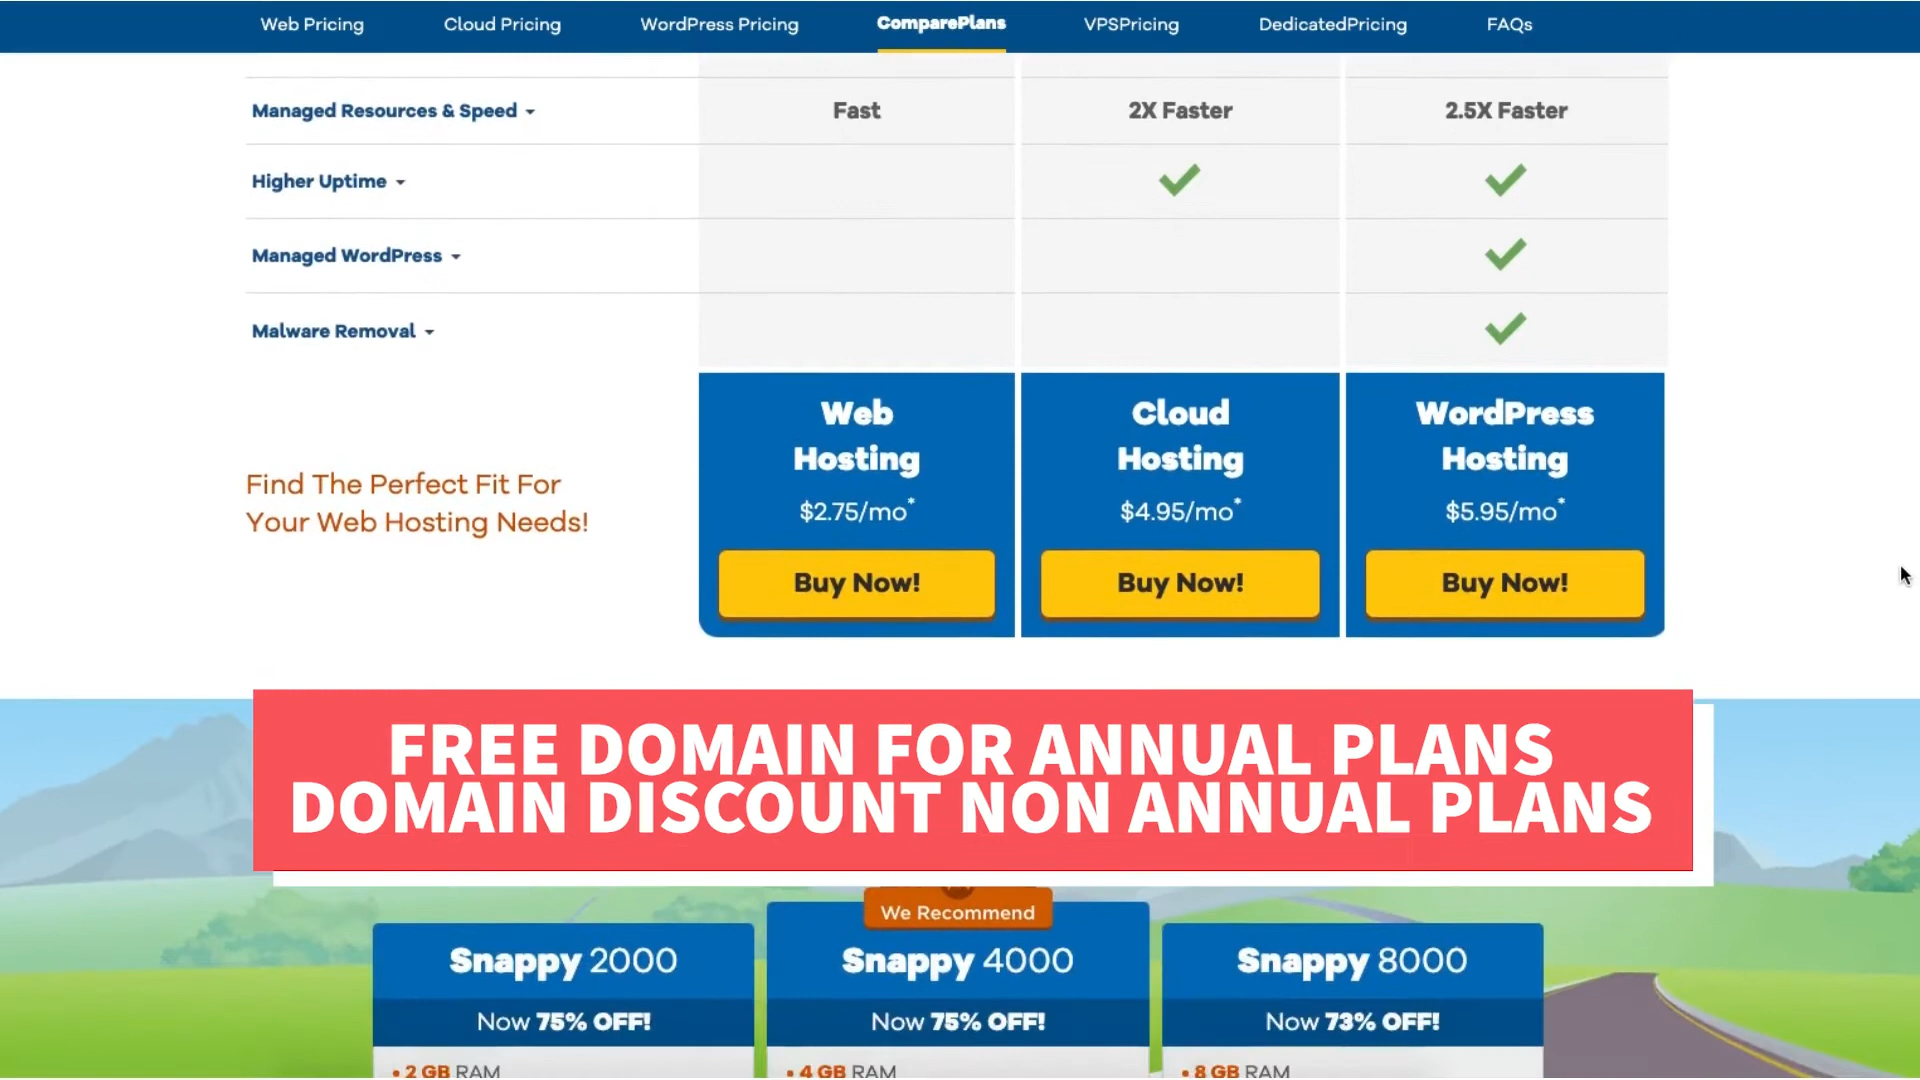 Web Pricing Cloud Pricing WordPress Pricing ComparePlans VPSPricing DedicatedPricing FAQs
Managed Resources & Speed Fast 2X Faster 2.5X Faster
Higher Uptime
Managed WordPress
Malware Removal
Find The Perfect Fit For
Your Web Hosting Needs!
Web
Hosting
$2.75/mo*
Buy Now!
Cloud
Hosting
$4.95/mo*
Buy Now!
WordPress
Hosting
$5.95/mo*
Buy Now!
FREE DOMAIN FOR ANNUAL PLANS
DOMAIN DISCOUNT NON ANNUAL PLANS
Snappy 2000
Now 75% OFF!
• 2 GB RAM
We Recommend
Snappy 4000
Now 75% OFF!
• 4 GB RAM
Snappy 8000
Now 73% OFF!
• 8 GB RAM